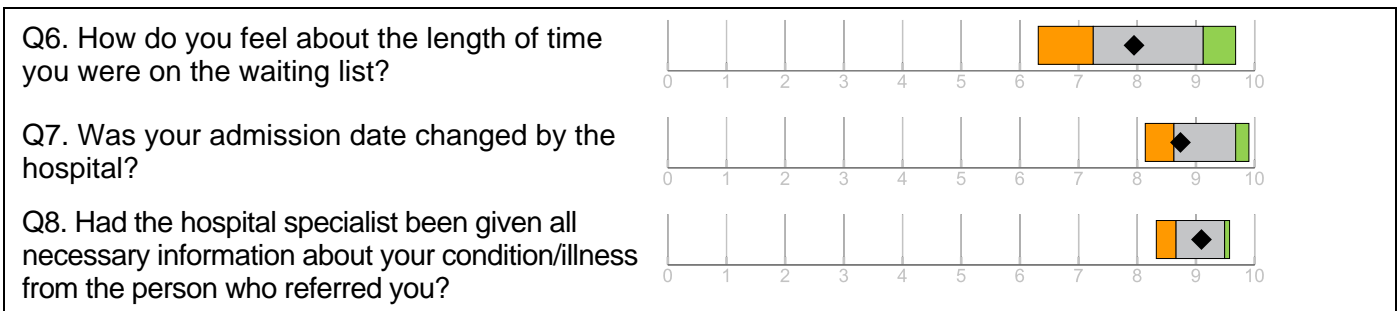 Q6. How do you feel about the length of time
you were on the waiting list?
0 1 2 3 4 5 6 7 8 9 10
Q7. Was your admission date changed by the
hospital?
0 1 2 3 4 5 6 7 8 9 10
Q8. Had the hospital specialist been given all
necessary information about your condition/illness
from the person who referred you?
0 1 2 3 4 5 6 7 8 9 10